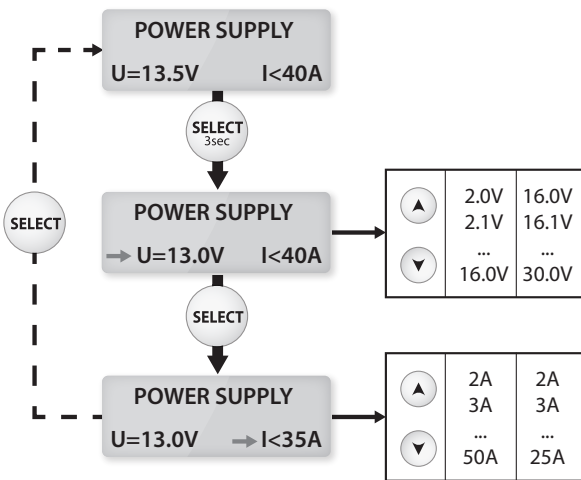 POWER SUPPLY
U=13.5V I<40A
SELECT
3sec
POWER SUPPLY
U=13.0V I<40A
2.0V 16.0V
2.1V 16.1V
... ...
16.0V 30.0V
SELECT
SELECT
POWER SUPPLY
U=13.0V I<35A
2A 2A
3A 3A
... ...
50A 25A